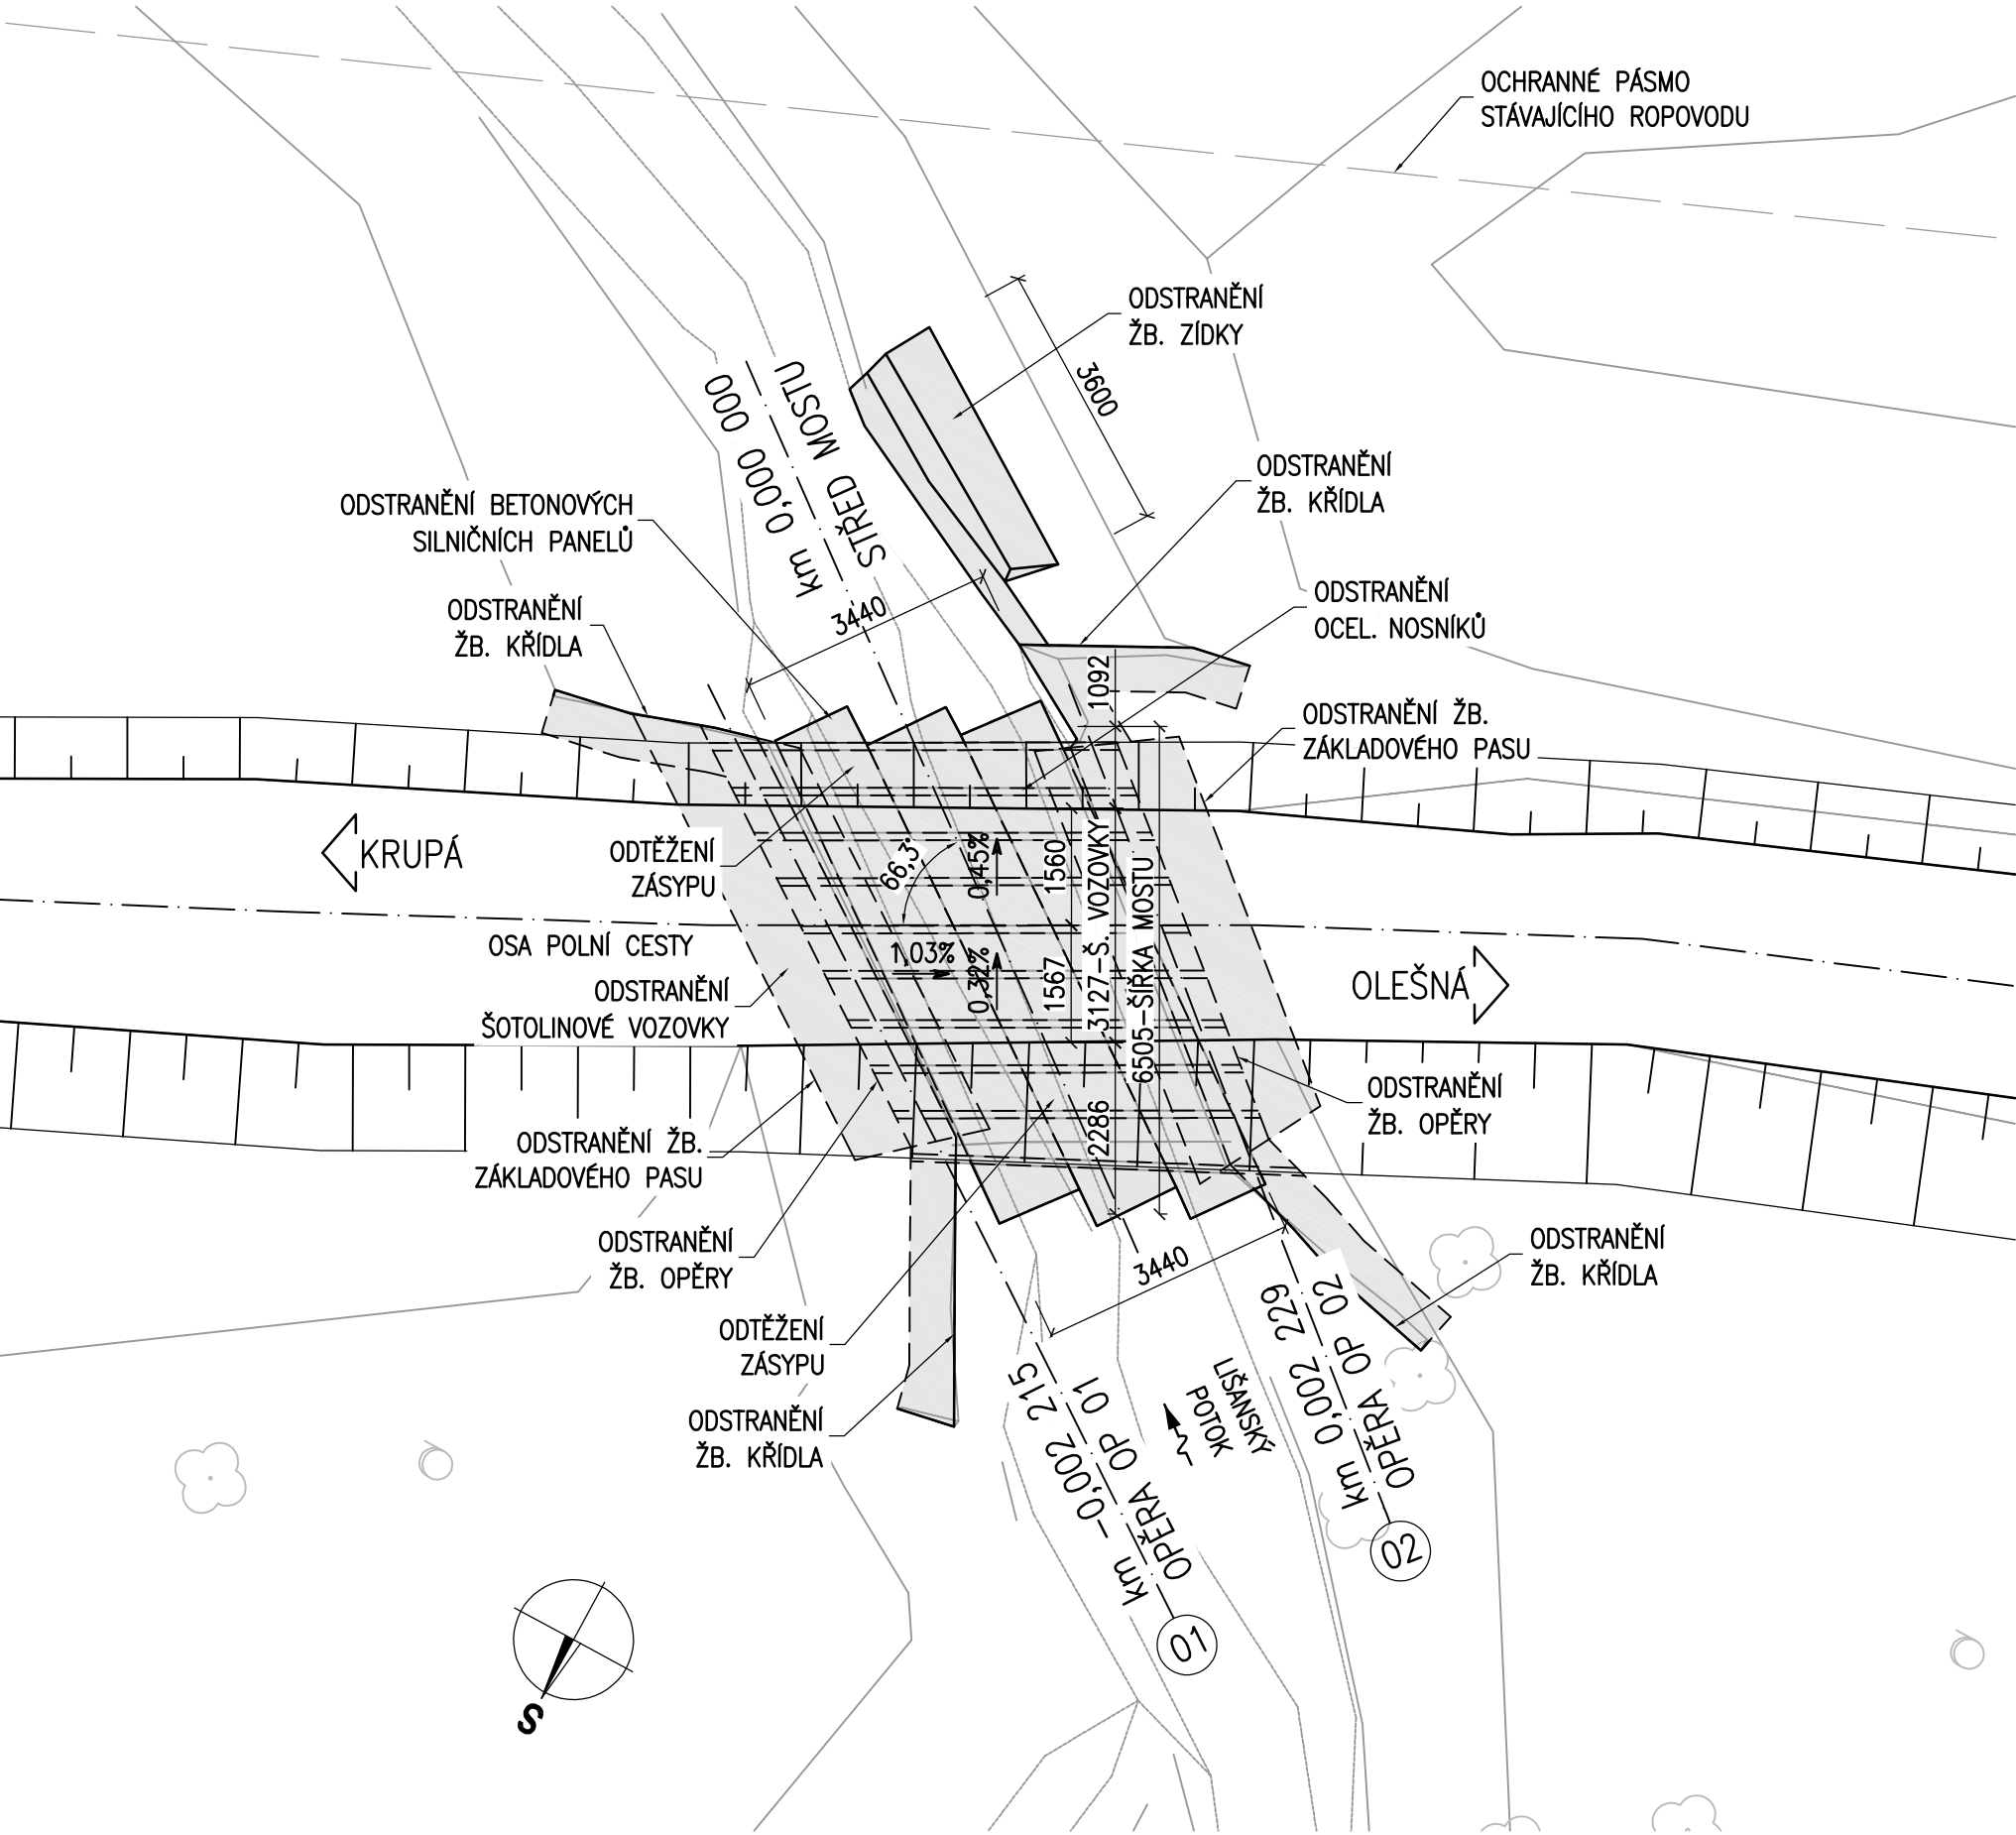 OCHRANNÉ PÁSMO
STÁVAJÍCÍHO ROPOVODU
ODSTRANĚNÍ
ŽB. ZÍDKY
3600
STŘED MOSTU
km 0,000 000
ODSTRANĚNÍ
ŽB. KŘÍDLA
ODSTRANĚNÍ BETONOVÝCH
SILNIČNÍCH PANELŮ
ODSTRANĚNÍ
OCEL. NOSNÍKŮ
ODSTRANĚNÍ
ŽB. KŘÍDLA
3440
1092
ODSTRANĚNÍ ŽB.
ZÁKLADOVÉHO PASU
KRUPÁ
ODTĚŽENÍ
ZÁSYPU
66,3°
0,45%
1560
3127-Š. VOZOVKY
6505-ŠÍRKA MOSTU
OSA POLNÍ CESTY
1,03%
0,32%
1567
OLEŠNÁ
ODSTRANĚNÍ
ŠOTOLINOVÉ VOZOVKY
ODSTRANĚNÍ
ŽB. OPĚRY
2286
ODSTRANĚNÍ ŽB.
ZÁKLADOVÉHO PASU
ODSTRANĚNÍ
ŽB. OPĚRY
3440
ODSTRANĚNÍ
ŽB. KŘÍDLA
ODTĚŽENÍ
ZÁSYPU
ODSTRANĚNÍ
ŽB. KŘÍDLA
LIŠANSKÝ
POTOK
km -0,002 215
OPĚRA OP 01
km 0,002 229
OPĚRA OP 02
02
01
S